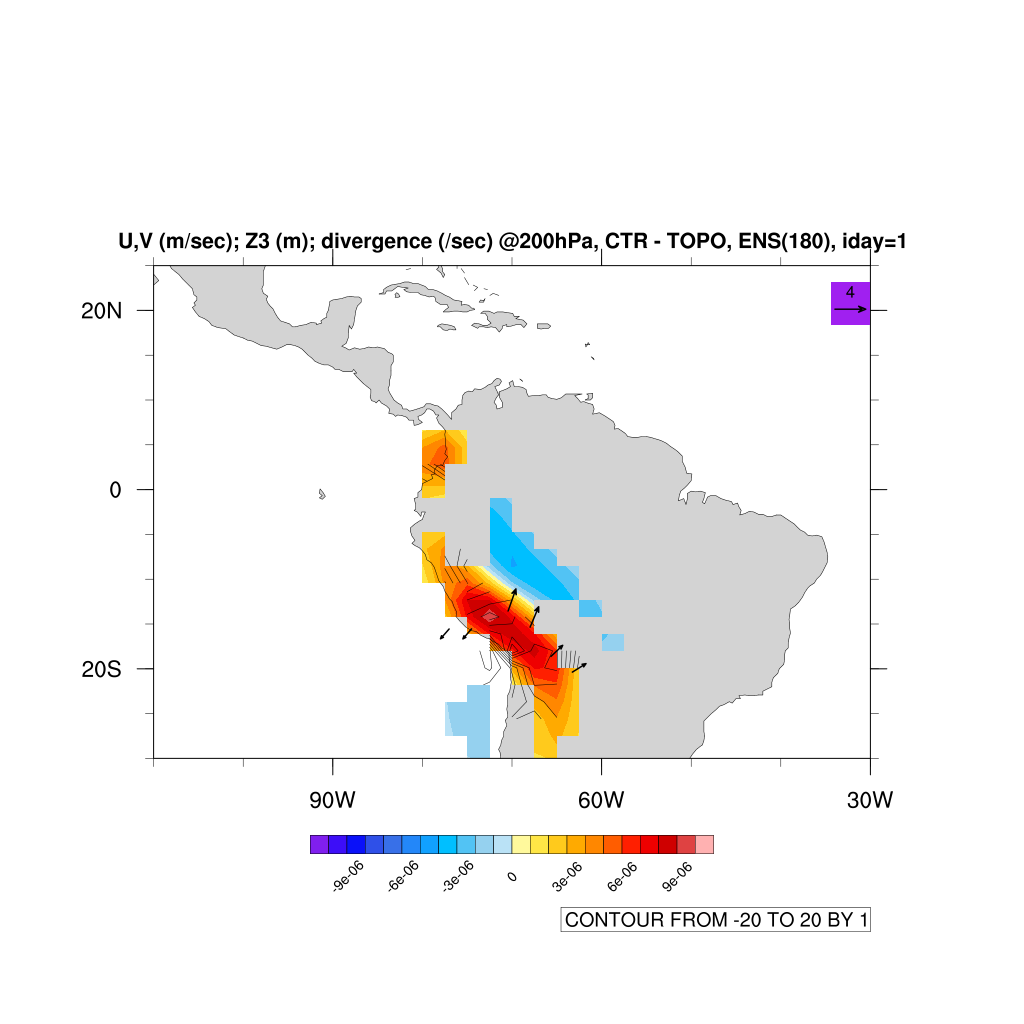 U,V (m/sec); Z3 (m); divergence (/sec) @200hPa, CTR - TOPO, ENS(180), iday=1
4
20N
0
20S
90W 60W 30W
-9e-06 -6e-06 -3e-06 0 3e-06 6e-06 9e-06
CONTOUR FROM -20 TO 20 BY 1